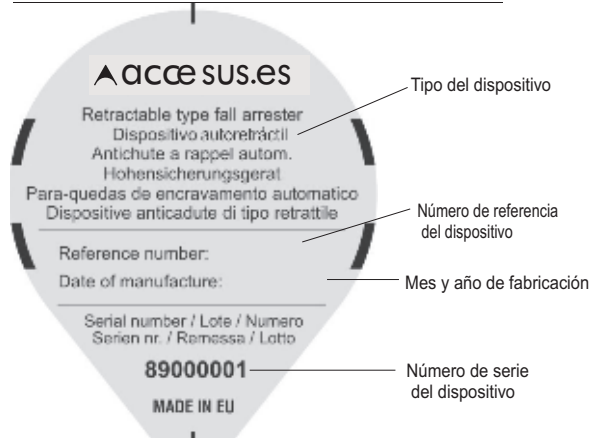 accesus.es
Retractable type fall arrester
Dispositivo autoretráctil
Antichute a rappel autom.
Hohensicherungsgerat
Para-quedas de encravamento automatico
Dispositive anticadute di tipo retrattile
Reference number:
Date of manufacture:
Serial number / Lote / Numero
Serien nr. / Remessa / Lotto
89000001
MADE IN EU
Tipo del dispositivo
Número de referencia
del dispositivo
Mes y año de fabricación
Número de serie
del dispositivo